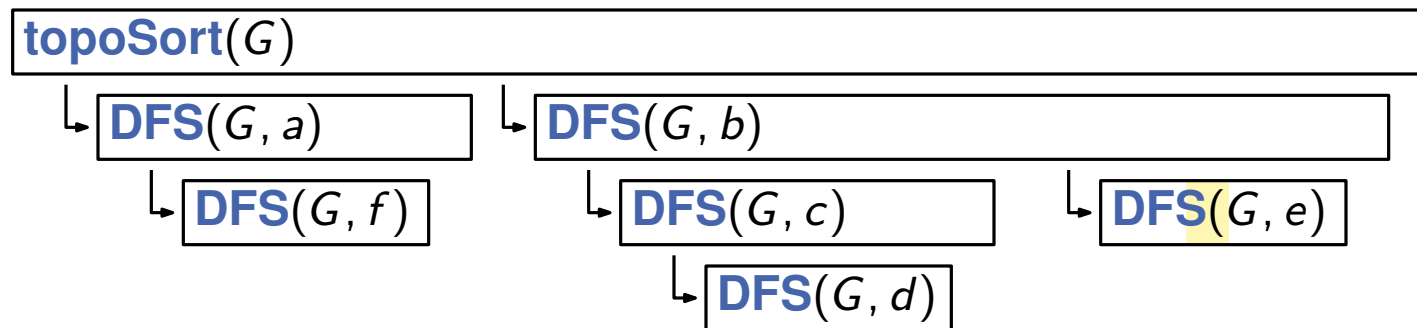 topoSort(G)
DFS(G, a) DFS(G, b)
DFS(G, f) DFS(G, c) DFS(G, e)
DFS(G, d)